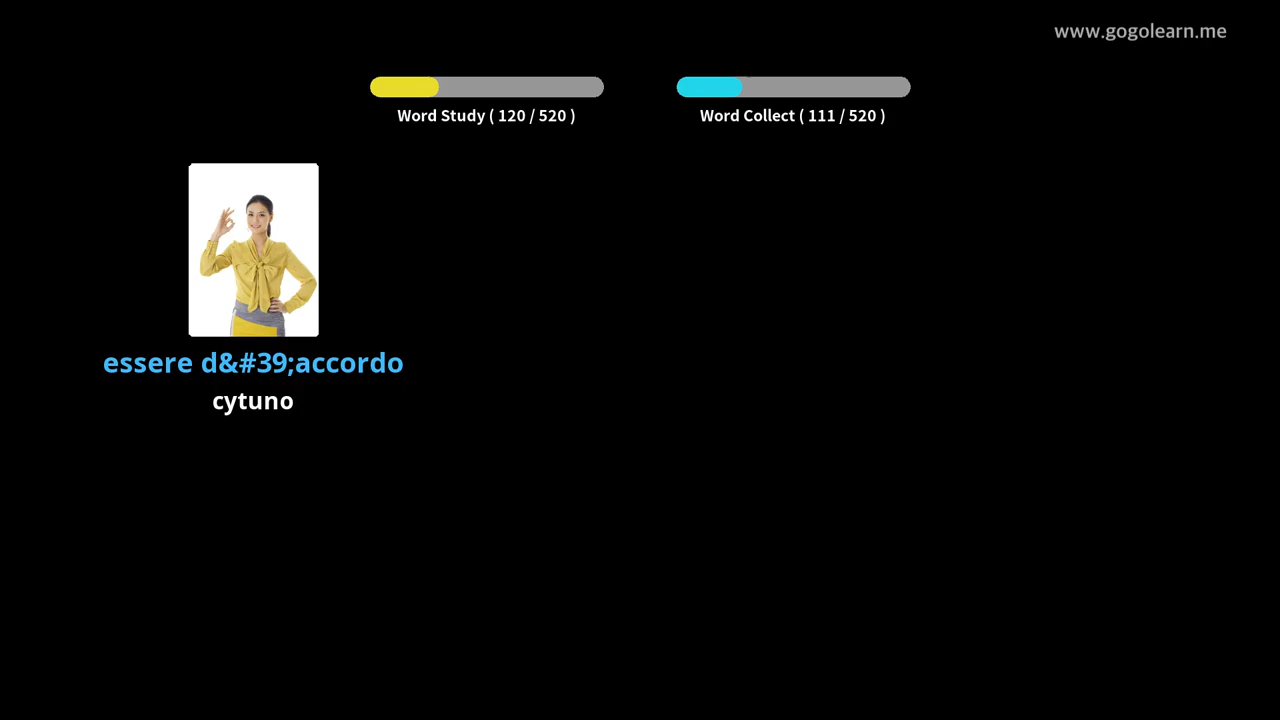 www.gogolearn.me
Word Study ( 120 / 520 )
Word Collect ( 111 / 520 )
essere d&#39;accordo
cytuno